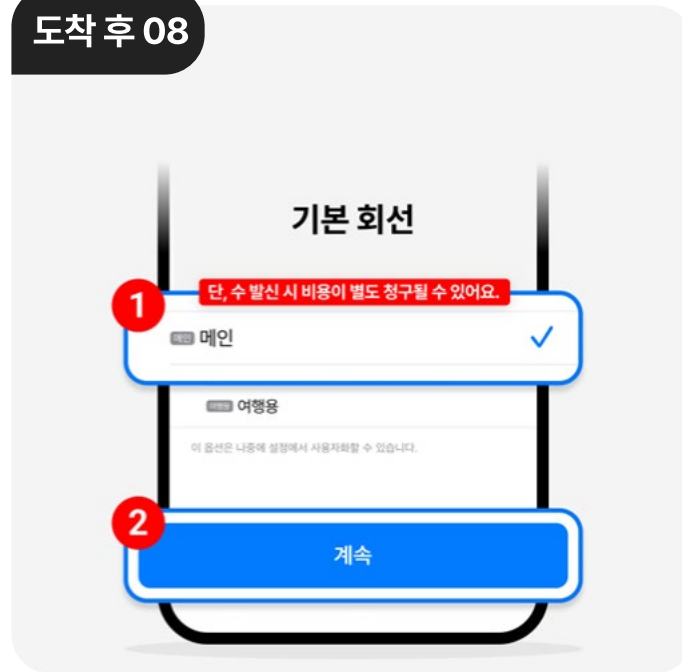 도착 후 08
기본 회선
1
단, 수 발신 시 비용이 별도 청구될 수 있어요.
메인 메인
여행용 여행용
이 옵션은 나중에 설정에서 사용자화할 수 있습니다.
2
계속